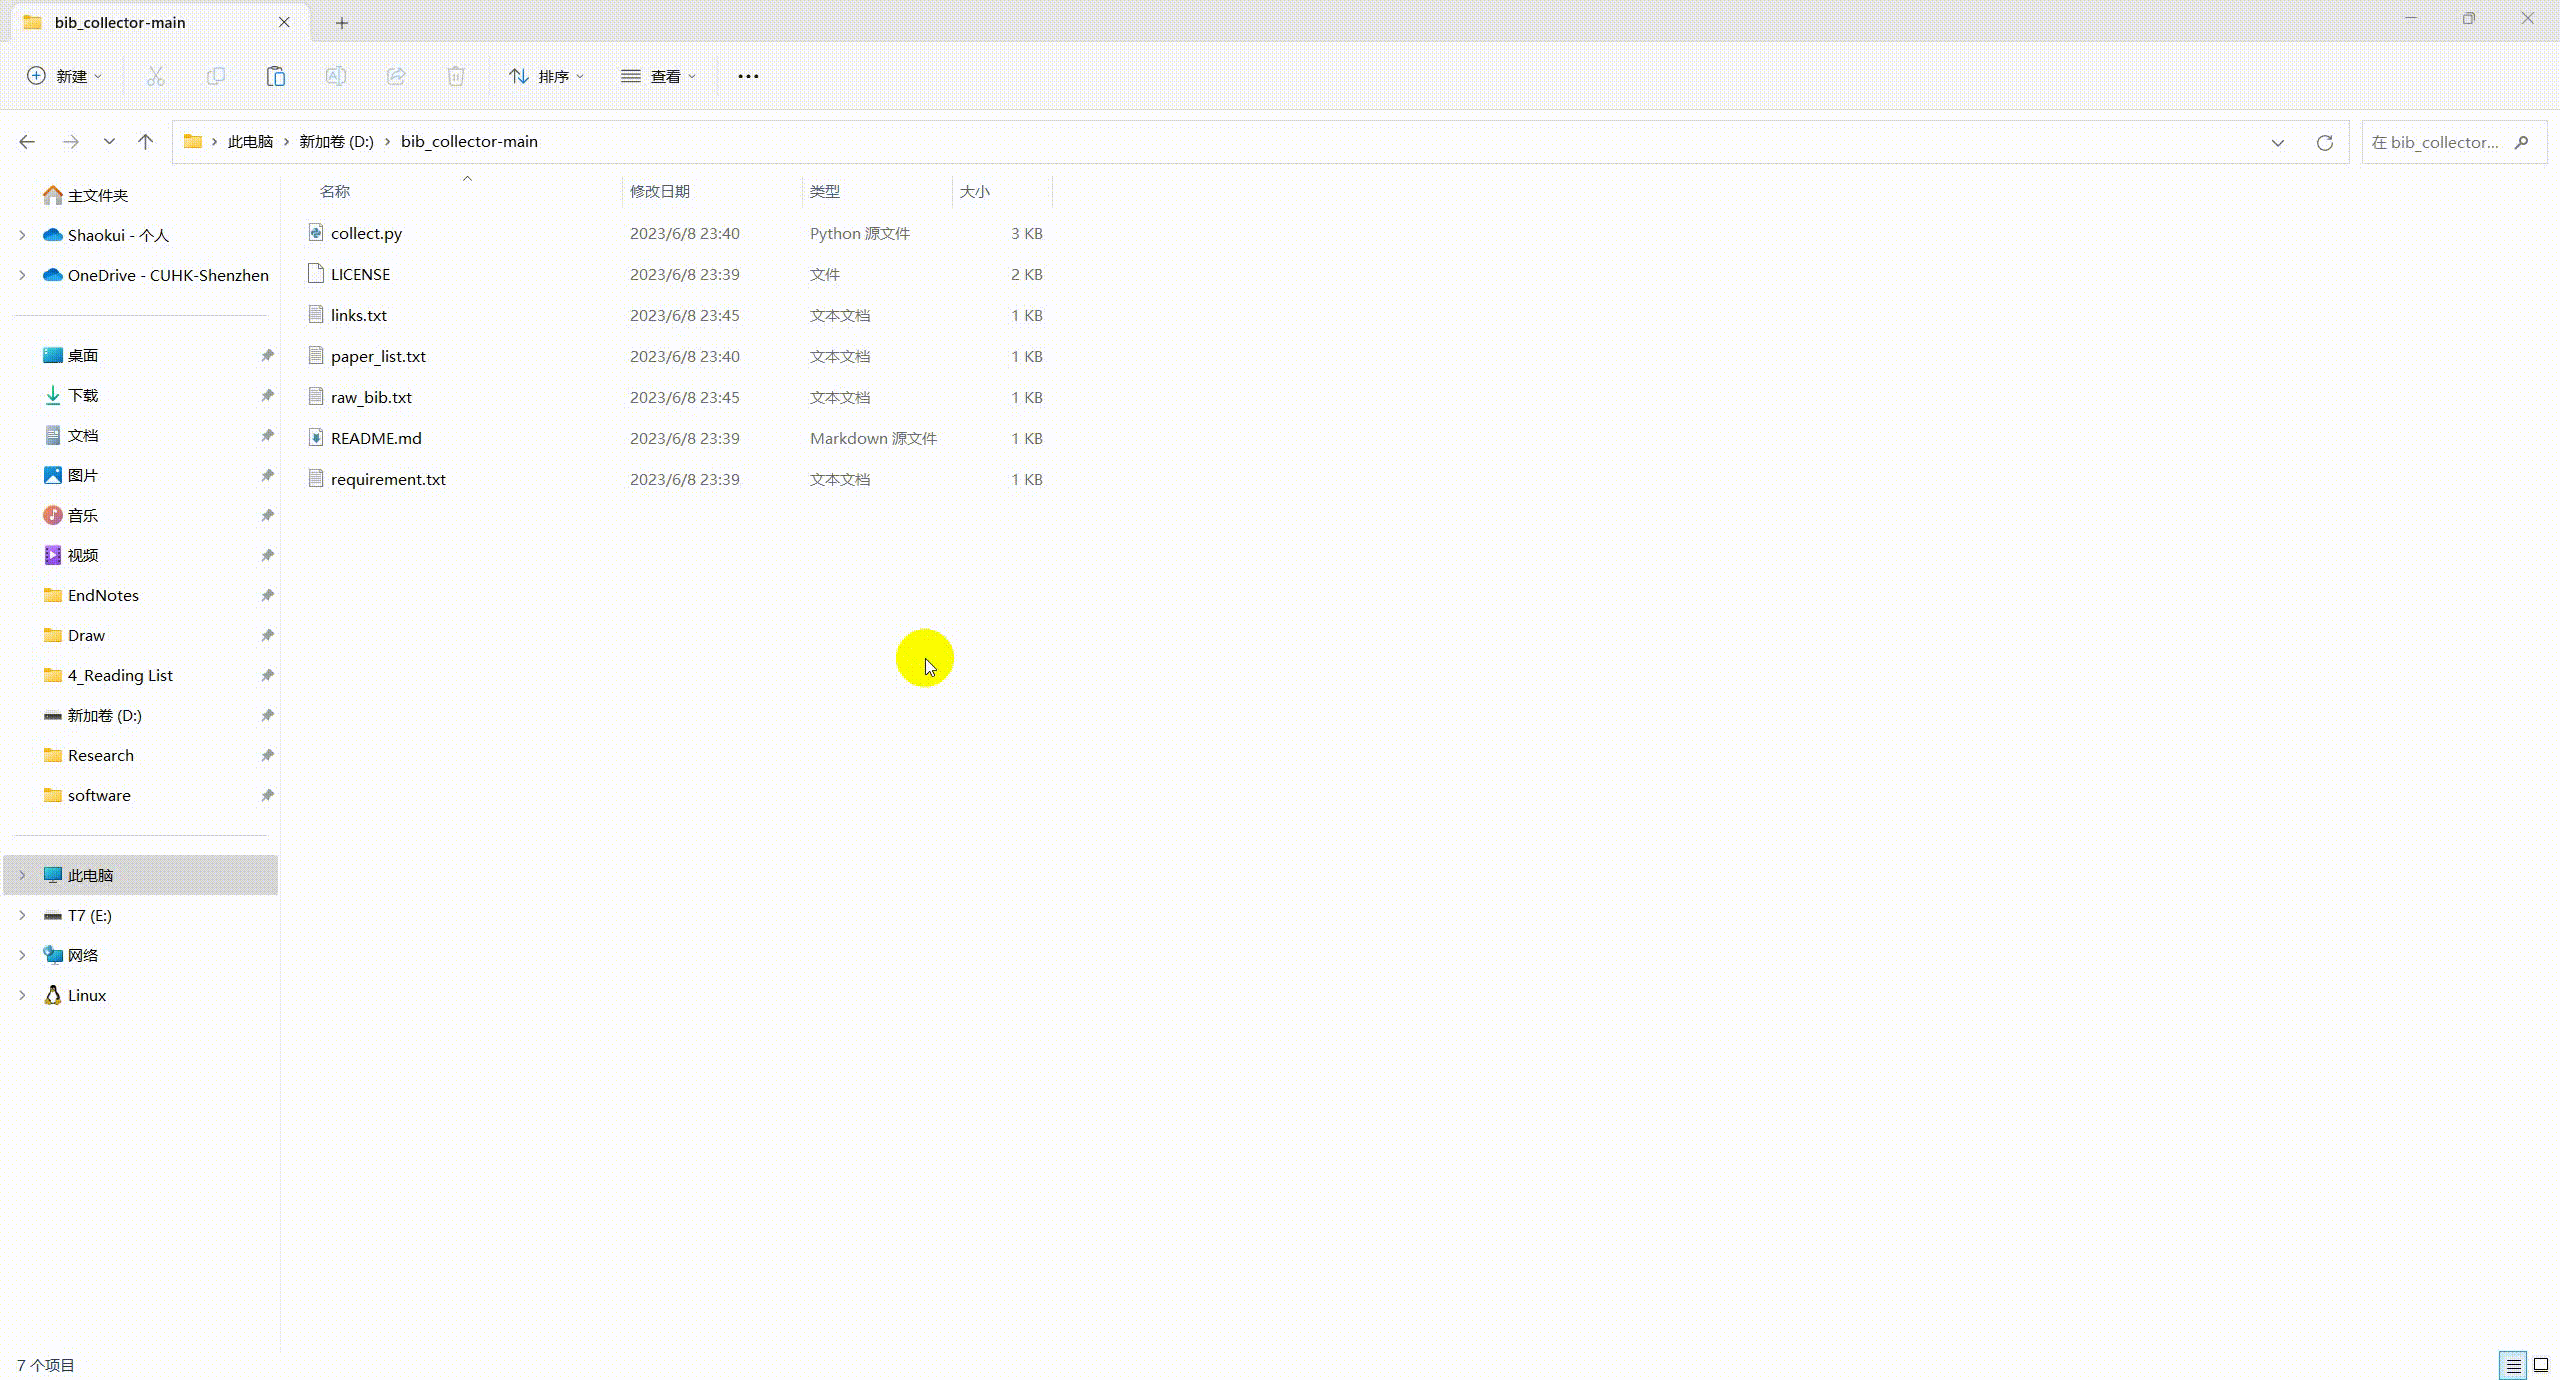 bib_collector-main
新建
排序
查看
此电脑 › 新加卷 (D:) › bib_collector-main
在 bib_collector...
主文件夹
Shaokui - 个人
OneDrive - CUHK-Shenzhen
桌面
下载
文档
图片
音乐
视频
EndNotes
Draw
4_Reading List
新加卷 (D:)
Research
software
此电脑
T7 (E:)
网络
Linux
名称 修改日期 类型 大小
collect.py 2023/6/8 23:40 Python 源文件 3 KB
LICENSE 2023/6/8 23:39 文件 2 KB
links.txt 2023/6/8 23:45 文本文档 1 KB
paper_list.txt 2023/6/8 23:40 文本文档 1 KB
raw_bib.txt 2023/6/8 23:45 文本文档 1 KB
README.md 2023/6/8 23:39 Markdown 源文件 1 KB
requirement.txt 2023/6/8 23:39 文本文档 1 KB
7 个项目